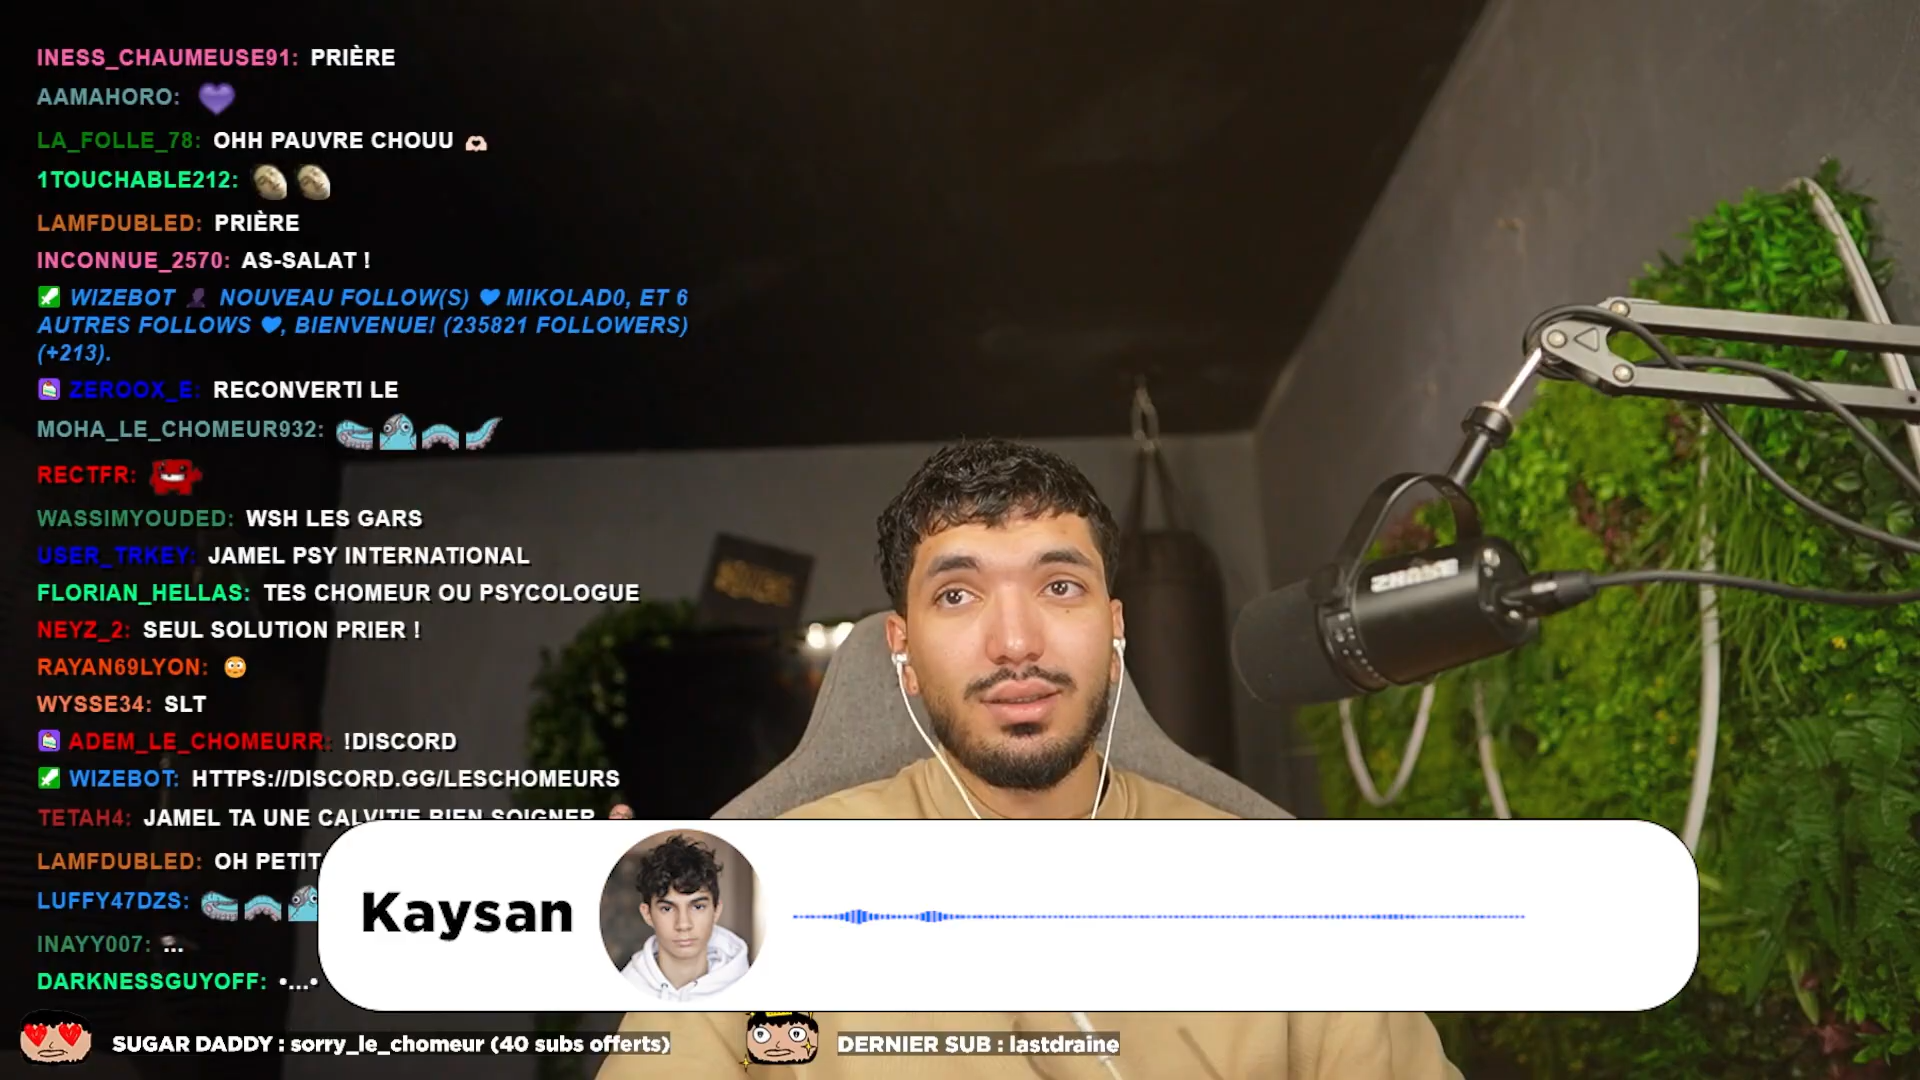 INESS_CHAUMEUSE91: PRIÈRE
AAMAHORO:
LA_FOLLE_78: OHH PAUVRE CHOUU
1TOUCHABLE212:
LAMFDUBLED: PRIÈRE
INCONNUE_2570: AS-SALAT !
WIZEBOT NOUVEAU FOLLOW(S) MIKOLAD0, ET 6
AUTRES FOLLOWS , BIENVENUE! (235821 FOLLOWERS)
(+213).
ZEROOX_E: RECONVERTI LE
MOHA_LE_CHOMEUR932:
RECTFR:
WASSIMYOUDED: WSH LES GARS
USER_TRKEY: JAMEL PSY INTERNATIONAL
FLORIAN_HELLAS: TES CHOMEUR OU PSYCOLOGUE
NEYZ_2: SEUL SOLUTION PRIER !
RAYAN69LYON:
WYSSE34: SLT
ADEM_LE_CHOMEURR: !DISCORD
WIZEBOT: HTTPS://DISCORD.GG/LESCHOMEURS
TETAH4: JAMEL TA UNE CALVITIE BIEN SOIGNER
LAMFDUBLED: OH PETIT
LUFFY47DZS:
INAYY007: ...
DARKNESSGUYOFF: •...•
Kaysan
SUGAR DADDY : sorry_le_chomeur (40 subs offerts)
DERNIER SUB : lastdraine